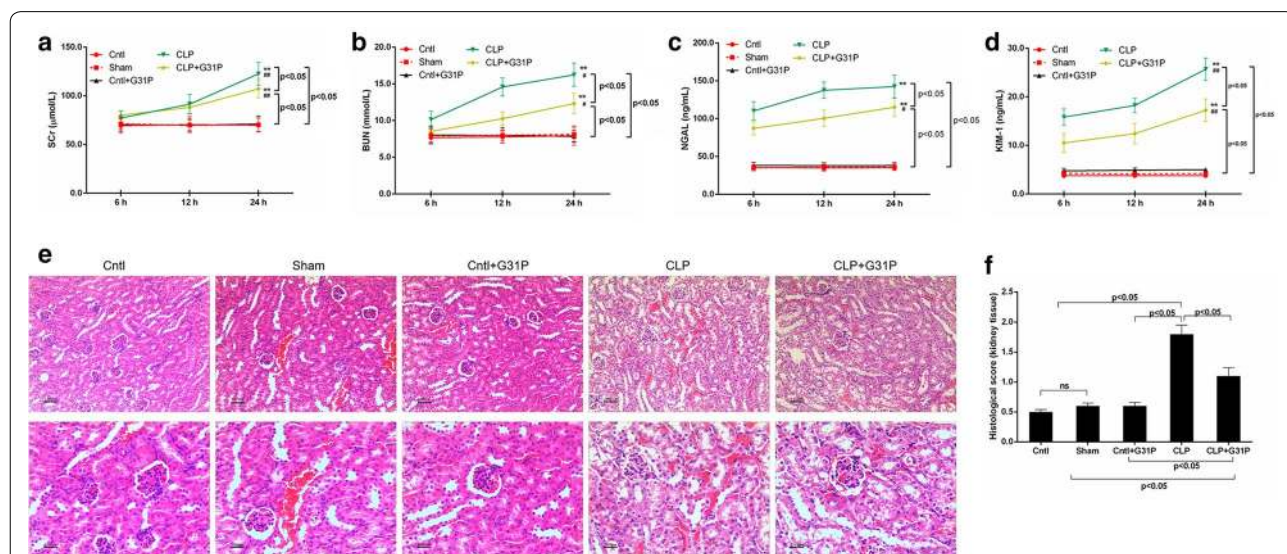 a
150.0
100.0
50.0
0.0
SCr (μmol/L)
6 h 12 h 24 h
Cntl
Sham
Cntl+G31P
CLP
CLP+G31P
**
##
**
##
p<0.05
p<0.05
p<0.05
b
20.0
15.0
10.0
5.0
0.0
BUN (mmol/L)
6 h 12 h 24 h
Cntl
Sham
Cntl+G31P
CLP
CLP+G31P
**
#
**
#
p<0.05
p<0.05
p<0.05
c
200.0
150.0
100.0
50.0
0.0
NGAL (ng/mL)
6 h 12 h 24 h
Cntl
Sham
Cntl+G31P
CLP
CLP+G31P
**
**
#
p<0.05
p<0.05
p<0.05
d
30.0
20.0
10.0
0.0
KIM-1 (ng/mL)
6 h 12 h 24 h
Cntl
Sham
Cntl+G31P
CLP
CLP+G31P
**
##
**
##
p<0.05
p<0.05
p<0.05
e
Cntl Sham Cntl+G31P CLP CLP+G31P
f
Histological score (kidney tissue)
2.5
2.0
1.5
1.0
0.5
0.0
p<0.05
p<0.05 p<0.05
ns
Cntl Sham Cntl+G31P CLP CLP+G31P
p<0.05
p<0.05